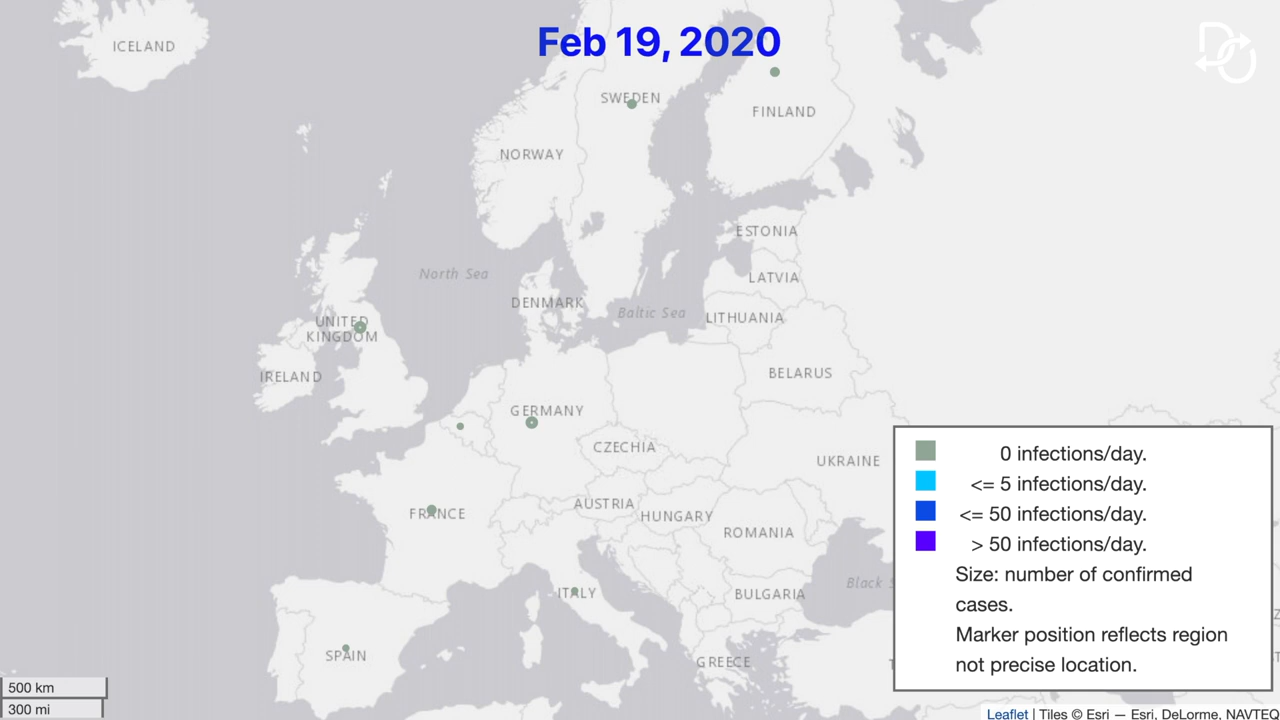 Feb 19, 2020
ICELAND
SWEDEN
FINLAND
NORWAY
ESTONIA
North Sea
LATVIA
DENMARK
Baltic Sea
LITHUANIA
UNITED
KINGDOM
IRELAND
BELARUS
GERMANY
CZECHIA
UKRAINE
AUSTRIA
FRANCE
HUNGARY
ROMANIA
Black S
ITALY
BULGARIA
SPAIN
GREECE
0 infections/day.
<= 5 infections/day.
<= 50 infections/day.
> 50 infections/day.
Size: number of confirmed
cases.
Marker position reflects region
not precise location.
500 km
300 mi
Leaflet | Tiles © Esri — Esri, DeLorme, NAVTEQ